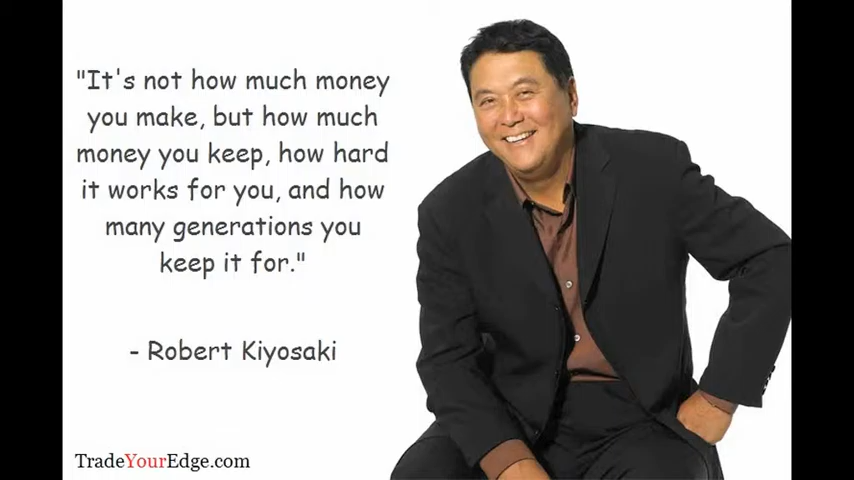 "It's not how much money
you make, but how much
money you keep, how hard
it works for you, and how
many generations you
keep it for."
- Robert Kiyosaki
TradeYourEdge.com